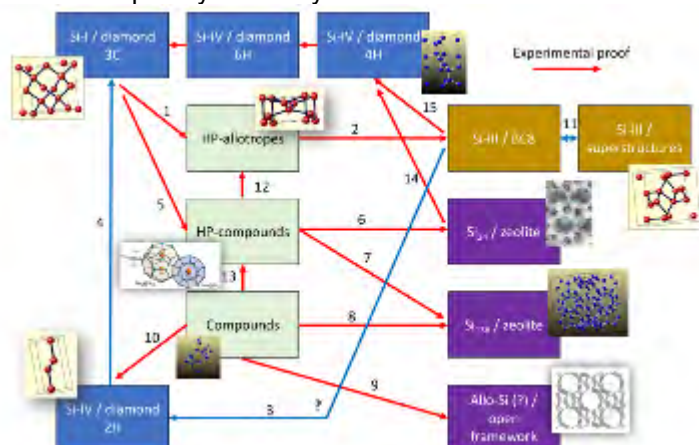 Si-I / diamond
3C
Si-IV / diamond
6H
Si-IV / diamond
4H
Experimental proof
1
HP-allotropes
2
15
Si-III / BC8
11
Si-III /
superstructures
12
14
4
5
HP-compounds
6
Si24 / zeolite
13
7
Compounds
8
/ zeolite
10
9
Si-IV / diamond
2H
3
?
Allo-Si (?) /
open
framework